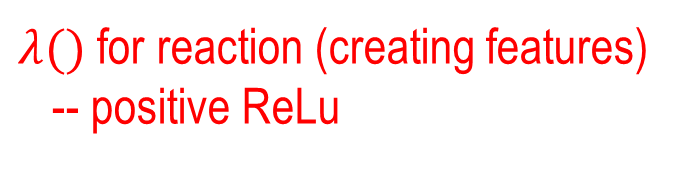 λ() for reaction (creating features)
-- positive ReLu